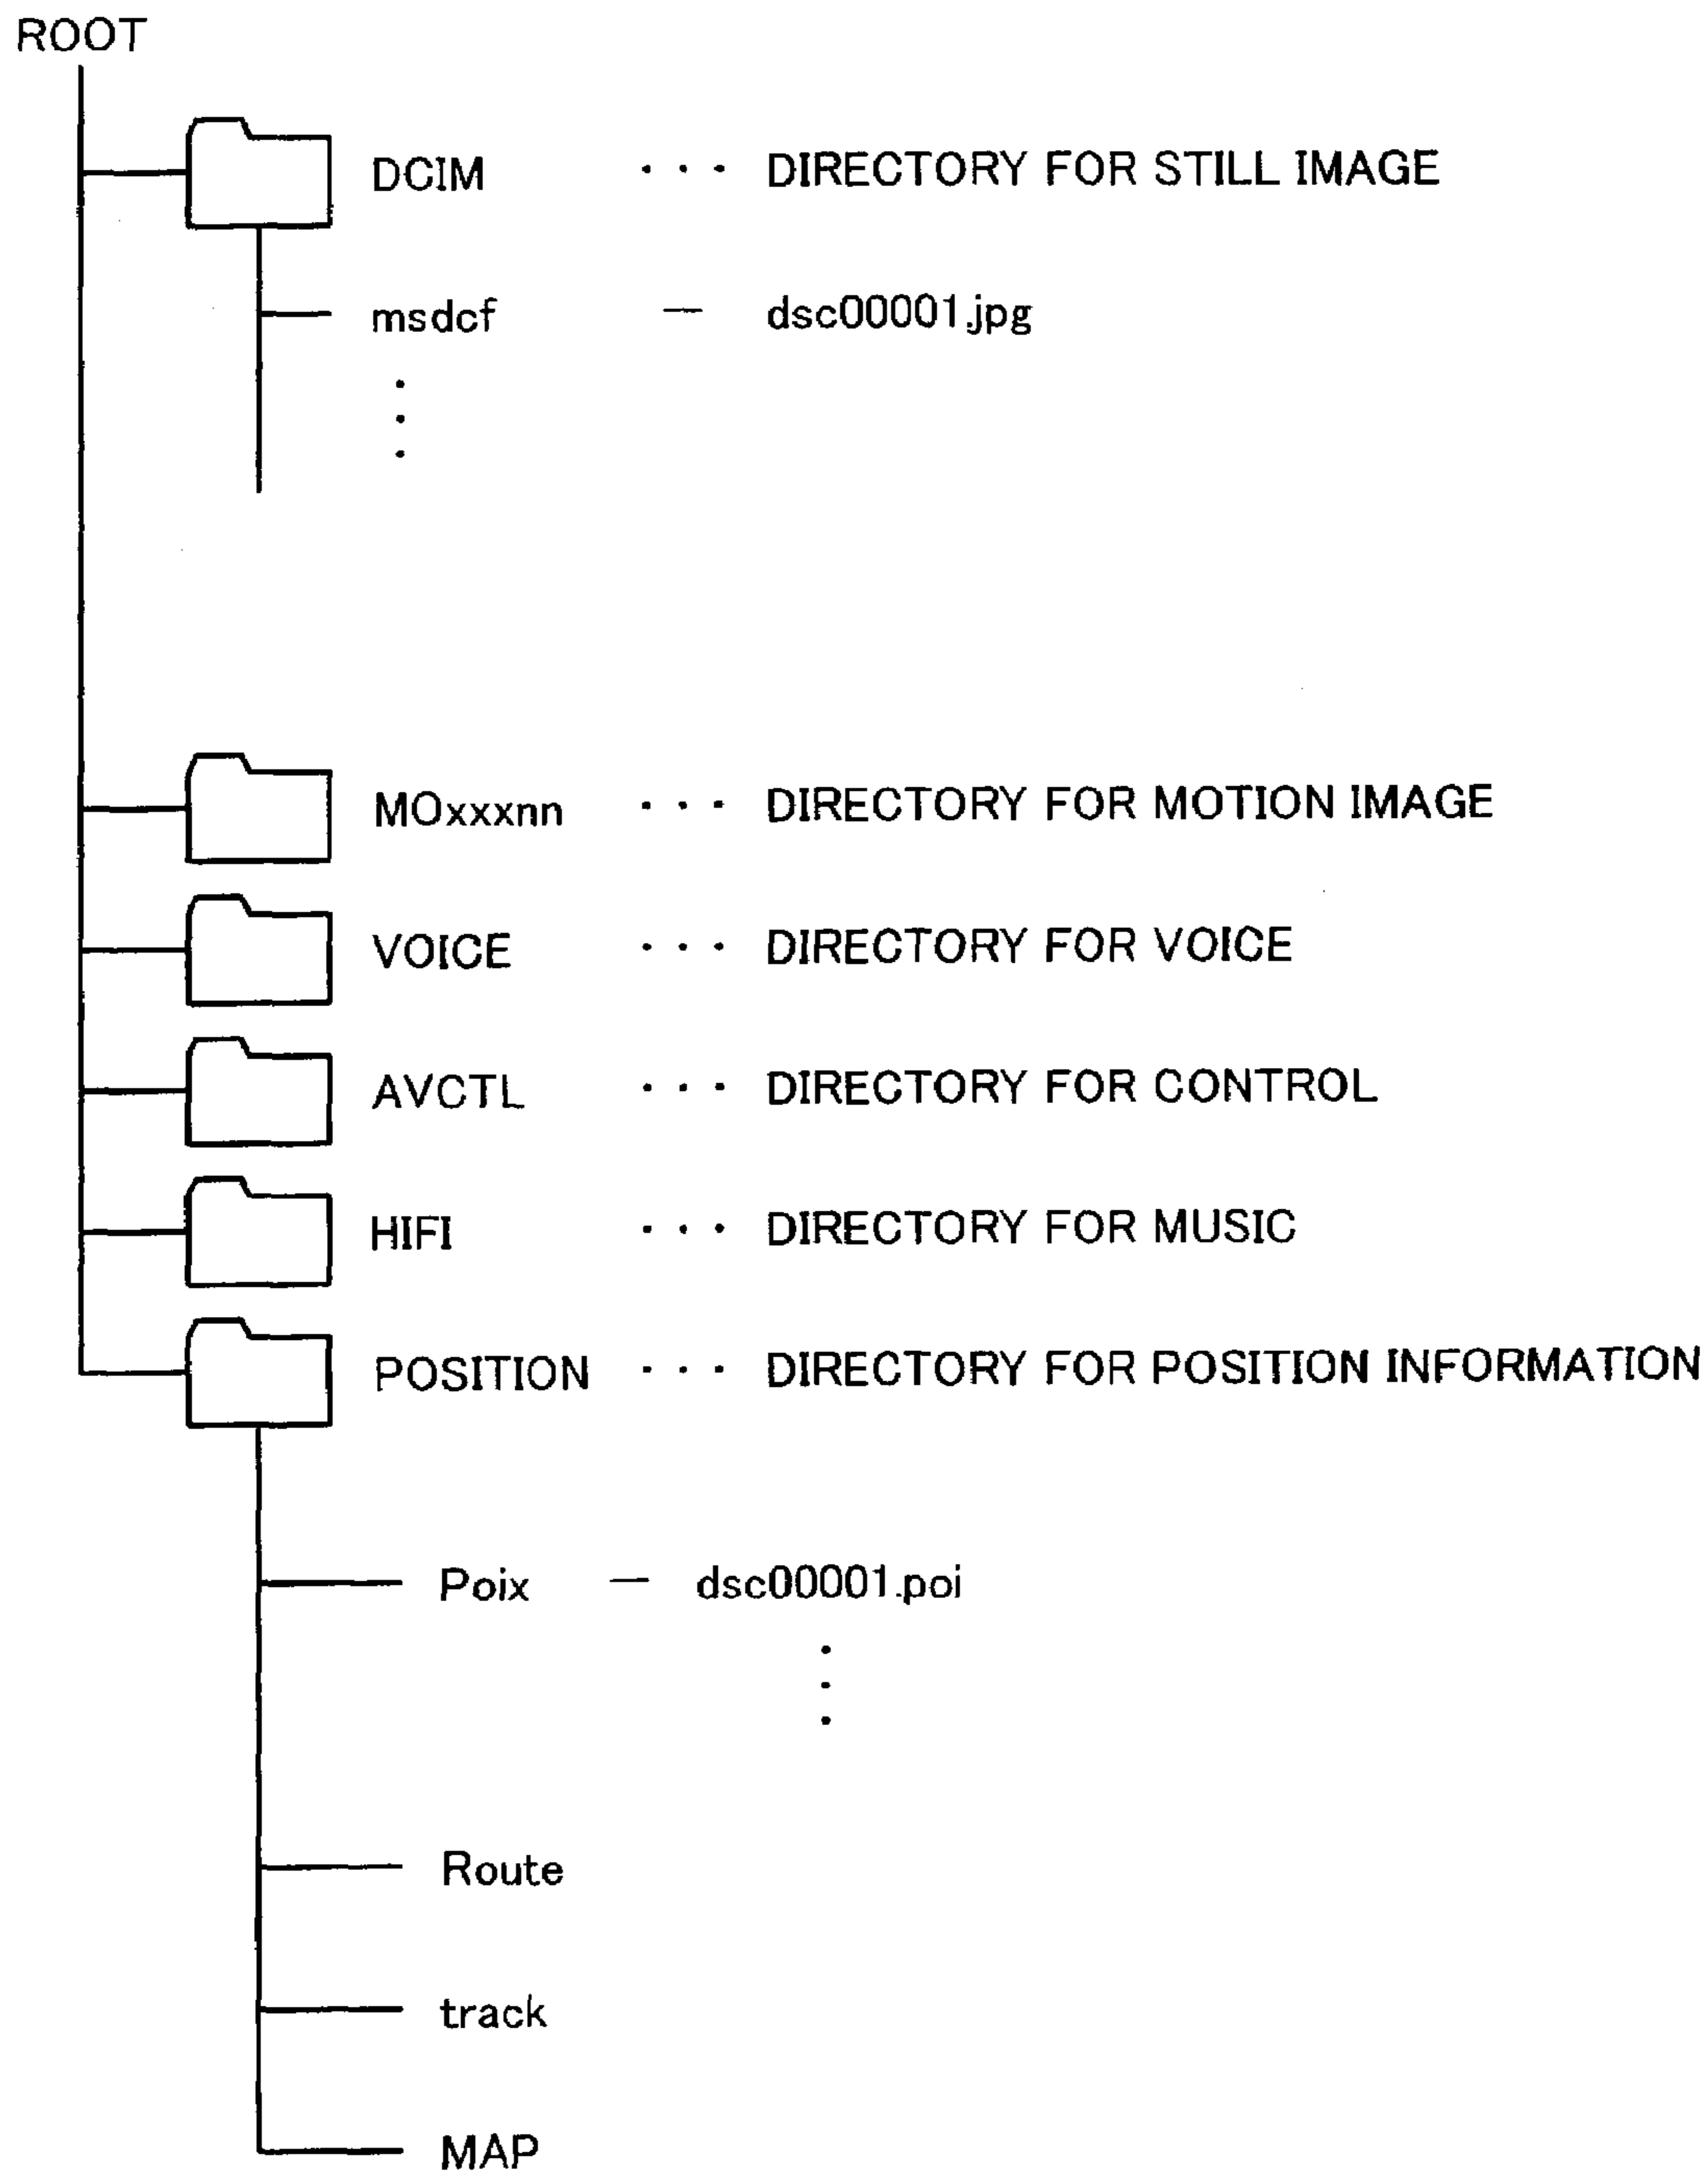 ROOT
DCIM ・・・ DIRECTORY FOR STILL IMAGE
msdcf — dsc00001.jpg
MOxxxnn ・・・ DIRECTORY FOR MOTION IMAGE
VOICE ・・・ DIRECTORY FOR VOICE
AVCTL ・・・ DIRECTORY FOR CONTROL
HIFI ・・・ DIRECTORY FOR MUSIC
POSITION ・・・ DIRECTORY FOR POSITION INFORMATION
Poix — dsc00001.poi
Route
track
MAP